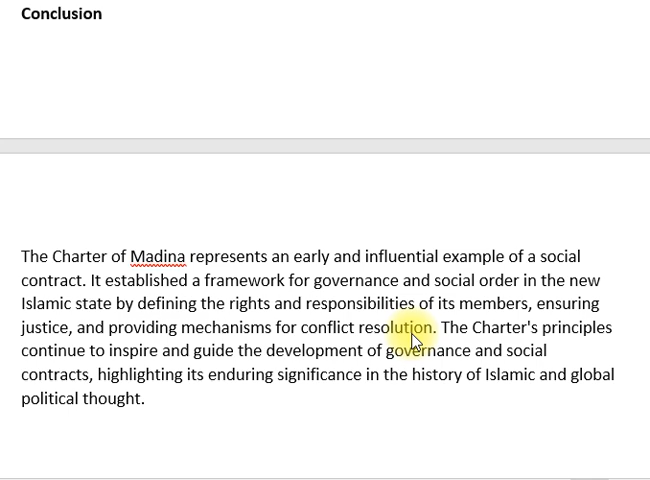 Conclusion
The Charter of Madina represents an early and influential example of a social
contract. It established a framework for governance and social order in the new
Islamic state by defining the rights and responsibilities of its members, ensuring
justice, and providing mechanisms for conflict resolution. The Charter's principles
continue to inspire and guide the development of governance and social
contracts, highlighting its enduring significance in the history of Islamic and global
political thought.